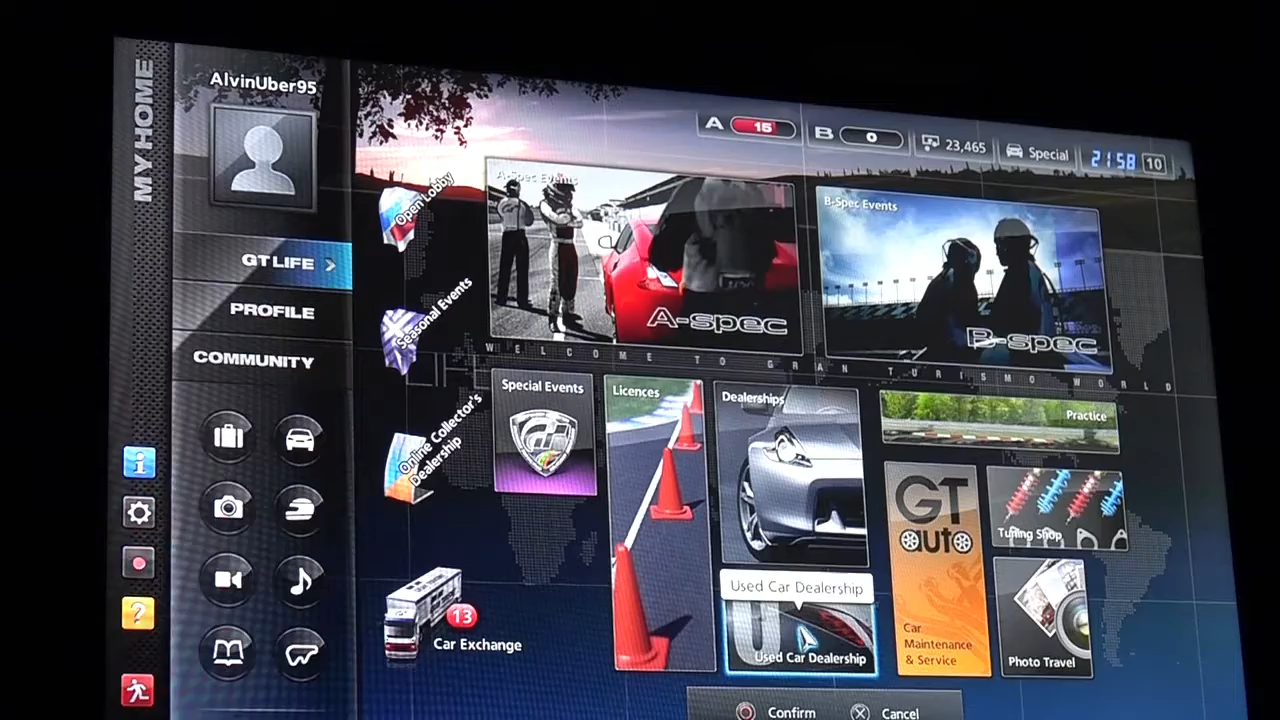 MY HOME
AlvinUber95
GT LIFE
PROFILE
COMMUNITY
A 15
B 0
23,465
Special
21:58 10
Open Lobby
Seasonal Events
Online Collector's
Dealership
13
Car Exchange
A-Spec Events
A-spec
B-Spec Events
B-spec
WELCOME TO GRAN TURISMO WORLD
Special Events
Licences
Dealerships
Practice
GT
auto
Car
Maintenance
& Service
Tuning Shop
Photo Travel
Used Car Dealership
Used Car Dealership
Confirm
Cancel